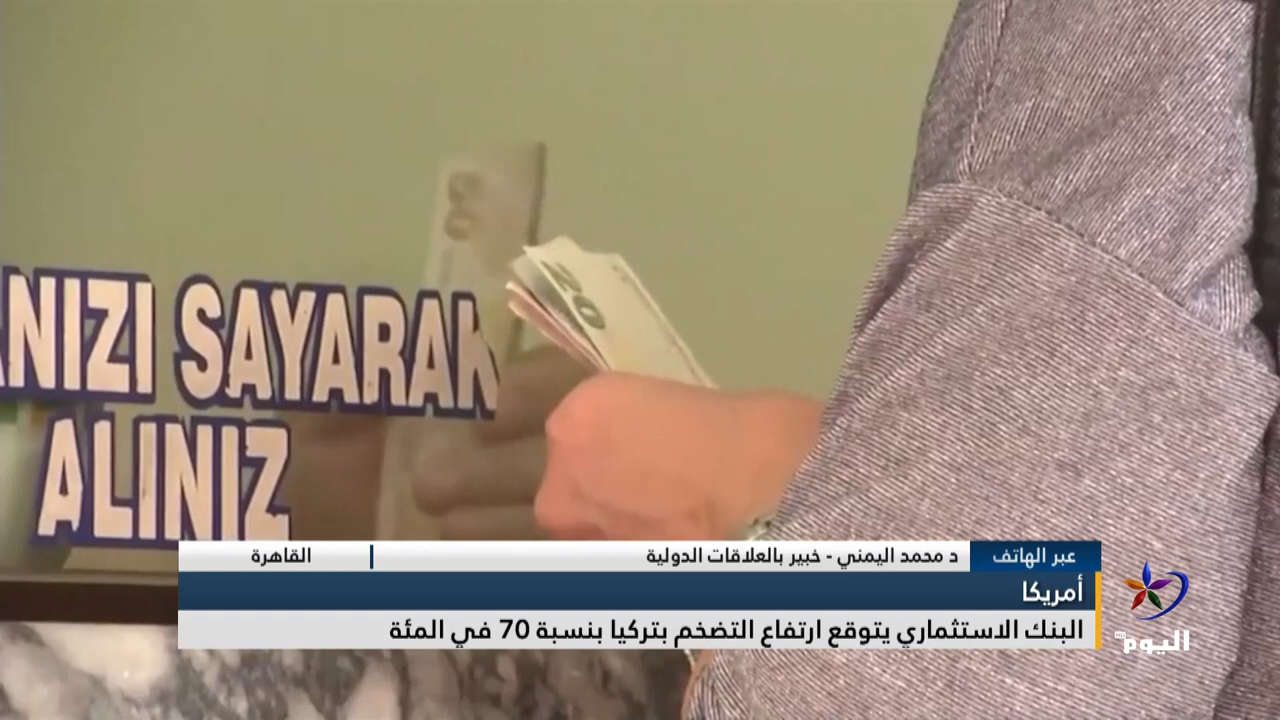 ANIZI SAYARAK
ALINIZ
20
عبر الهاتف
د محمد اليمني - خبير بالعلاقات الدولية
القاهرة
أمريكا
البنك الاستثماري يتوقع ارتفاع التضخم بتركيا بنسبة 70 في المئة
اليوم